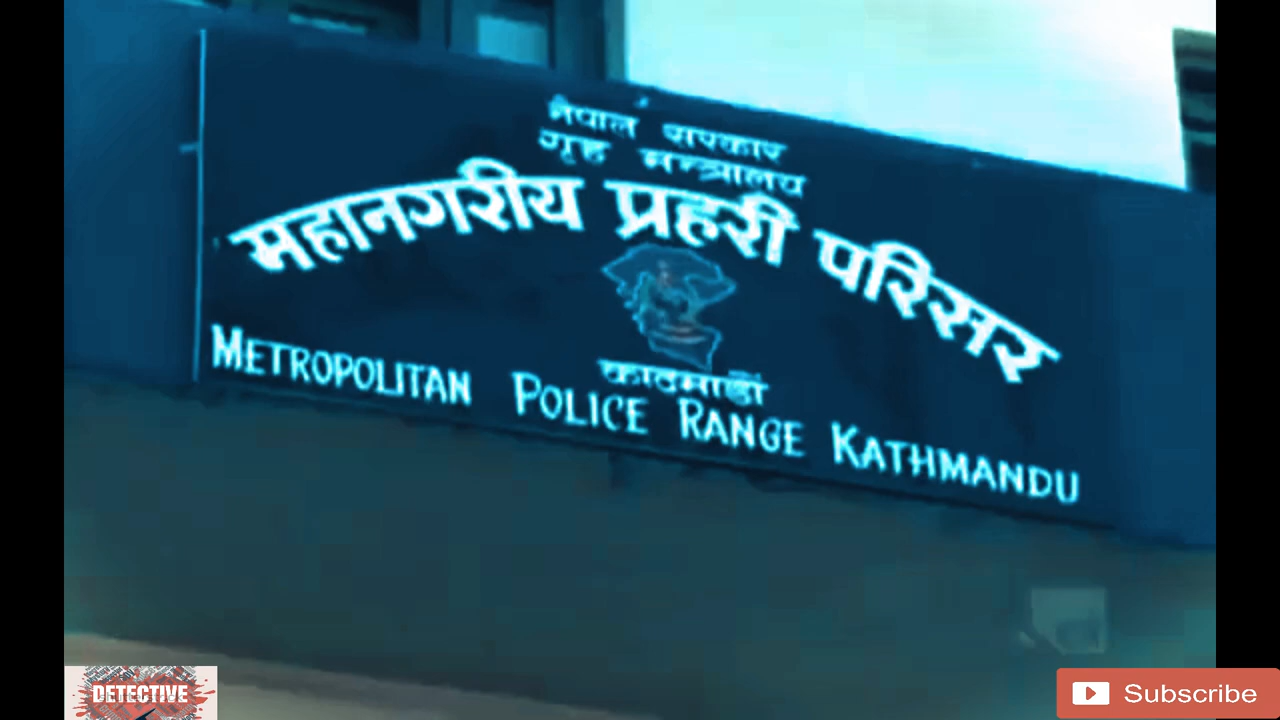 नेपाल सरकार
गृह मन्त्रालय
महानगरीय प्रहरी परिसर
काठमाडौं
METROPOLITAN POLICE RANGE KATHMANDU
DETECTIVE
Subscribe